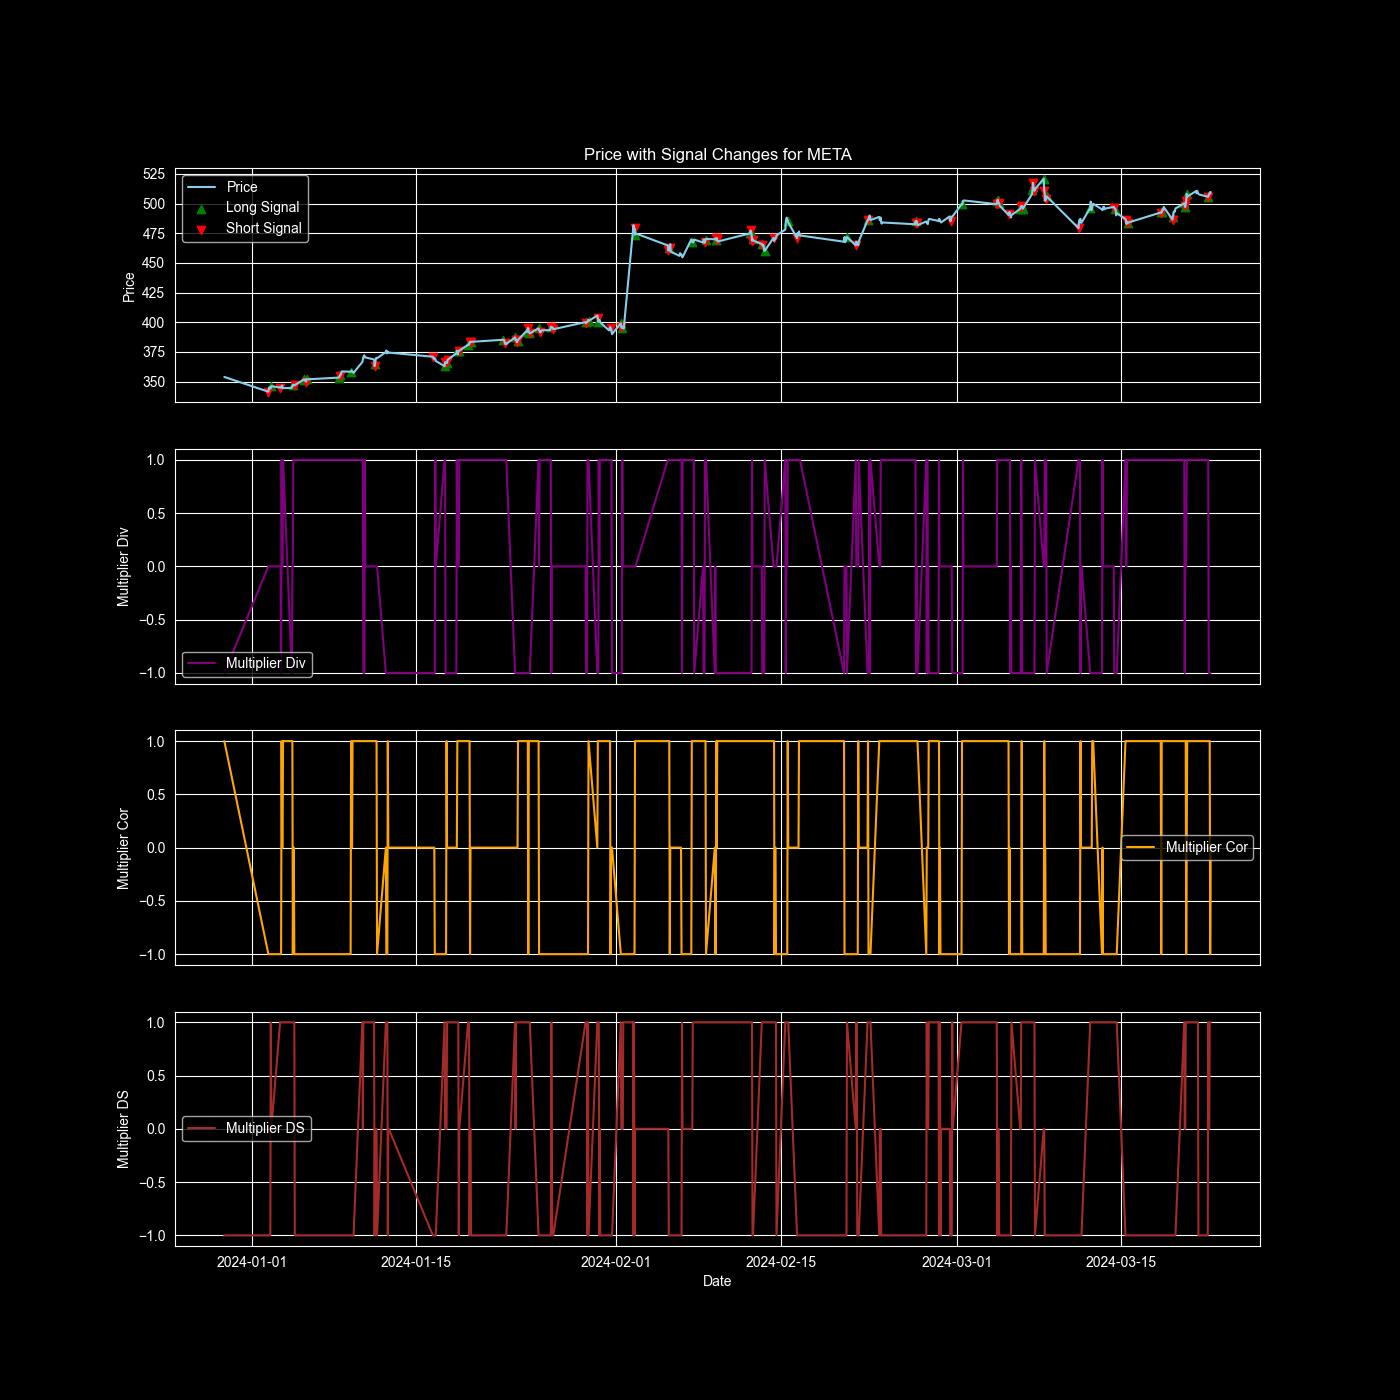 Price with Signal Changes for META
525
500
475
450
425
400
375
350
Price
Price
Long Signal
Short Signal
1.0
0.5
0.0
−0.5
−1.0
Multiplier Div
Multiplier Div
1.0
0.5
0.0
−0.5
−1.0
Multiplier Cor
Multiplier Cor
1.0
0.5
0.0
−0.5
−1.0
Multiplier DS
Multiplier DS
2024-01-01 2024-01-15 2024-02-01 2024-02-15 2024-03-01 2024-03-15
Date